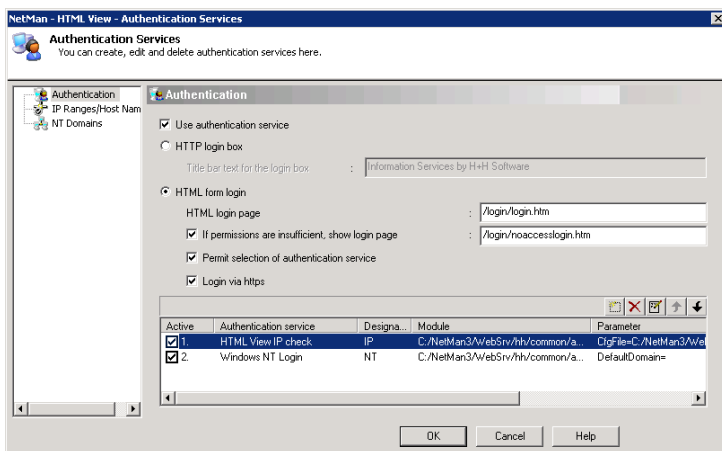 NetMan - HTML View - Authentication Services
Authentication Services
You can create, edit and delete authentication services here.
Authentication
IP Ranges/Host Nam
NT Domains
Authentication
Use authentication service
HTTP login box
Title bar text for the login box : Information Services by H+H Software
HTML form login
HTML login page : /login/login.htm
If permissions are insufficient, show login page : /login/noaccesslogin.htm
Permit selection of authentication service
Login via https
Active Authentication service Designa... Module Parameter
1. HTML View IP check IP C:/NetMan3/WebSrv/hh/common/a... CfgFile=C:/NetMan3/Wel
2. Windows NT Login NT C:/NetMan3/WebSrv/hh/common/a... DefaultDomain=
OK Cancel Help